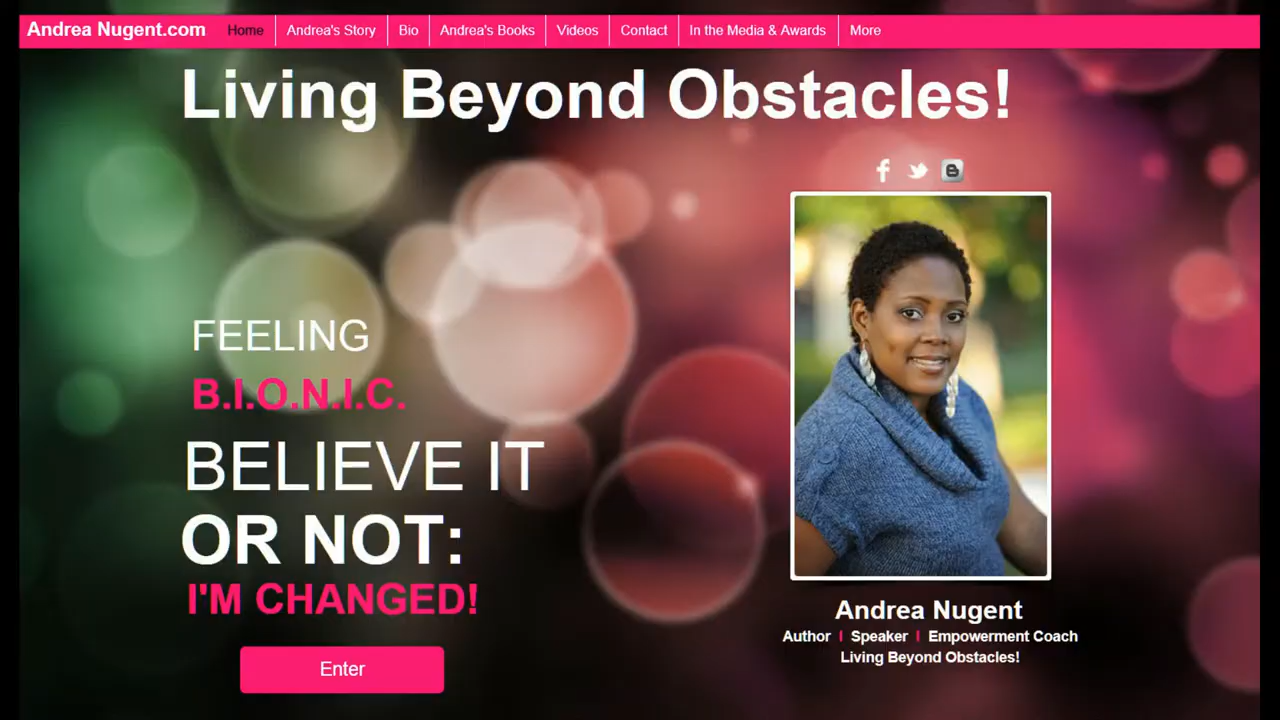 Andrea Nugent.com Home Andrea's Story Bio Andrea's Books Videos Contact In the Media & Awards More
Living Beyond Obstacles!
FEELING
B.I.O.N.I.C.
BELIEVE IT
OR NOT:
I'M CHANGED!
Enter
Andrea Nugent
Author I Speaker I Empowerment Coach
Living Beyond Obstacles!